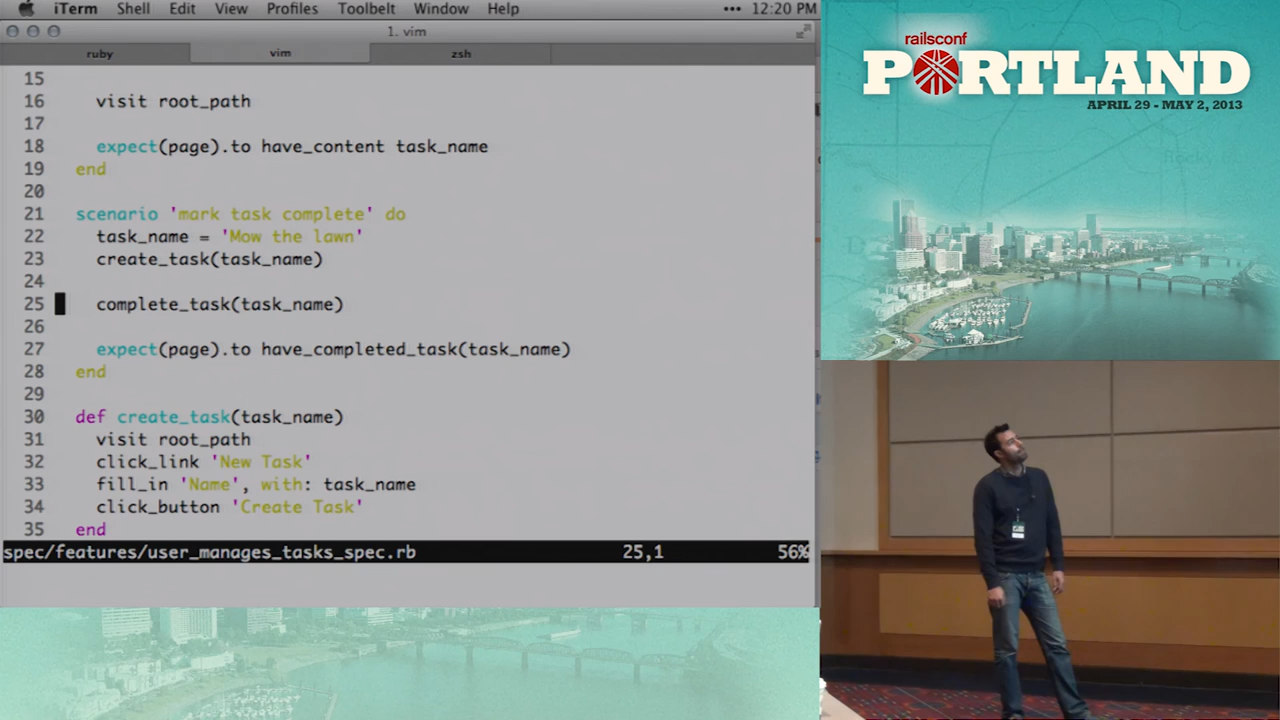 iTerm Shell Edit View Profiles Toolbelt Window Help ••• 12:20 PM
1. vim
ruby vim zsh
15
16 visit root_path
17
18 expect(page).to have_content task_name
19 end
20
21 scenario 'mark task complete' do
22 task_name = 'Mow the lawn'
23 create_task(task_name)
24
25 complete_task(task_name)
26
27 expect(page).to have_completed_task(task_name)
28 end
29
30 def create_task(task_name)
31 visit root_path
32 click_link 'New Task'
33 fill_in 'Name', with: task_name
34 click_button 'Create Task'
35 end
spec/features/user_manages_tasks_spec.rb 25,1 56%
railsconf
PORTLAND
APRIL 29 - MAY 2, 2013